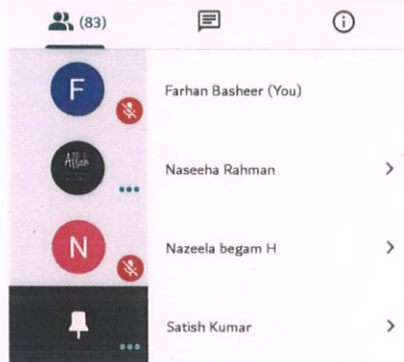 (83)
F
Farhan Basheer (You)
Allah
Naseeha Rahman
N
Nazeela begam H
Satish Kumar